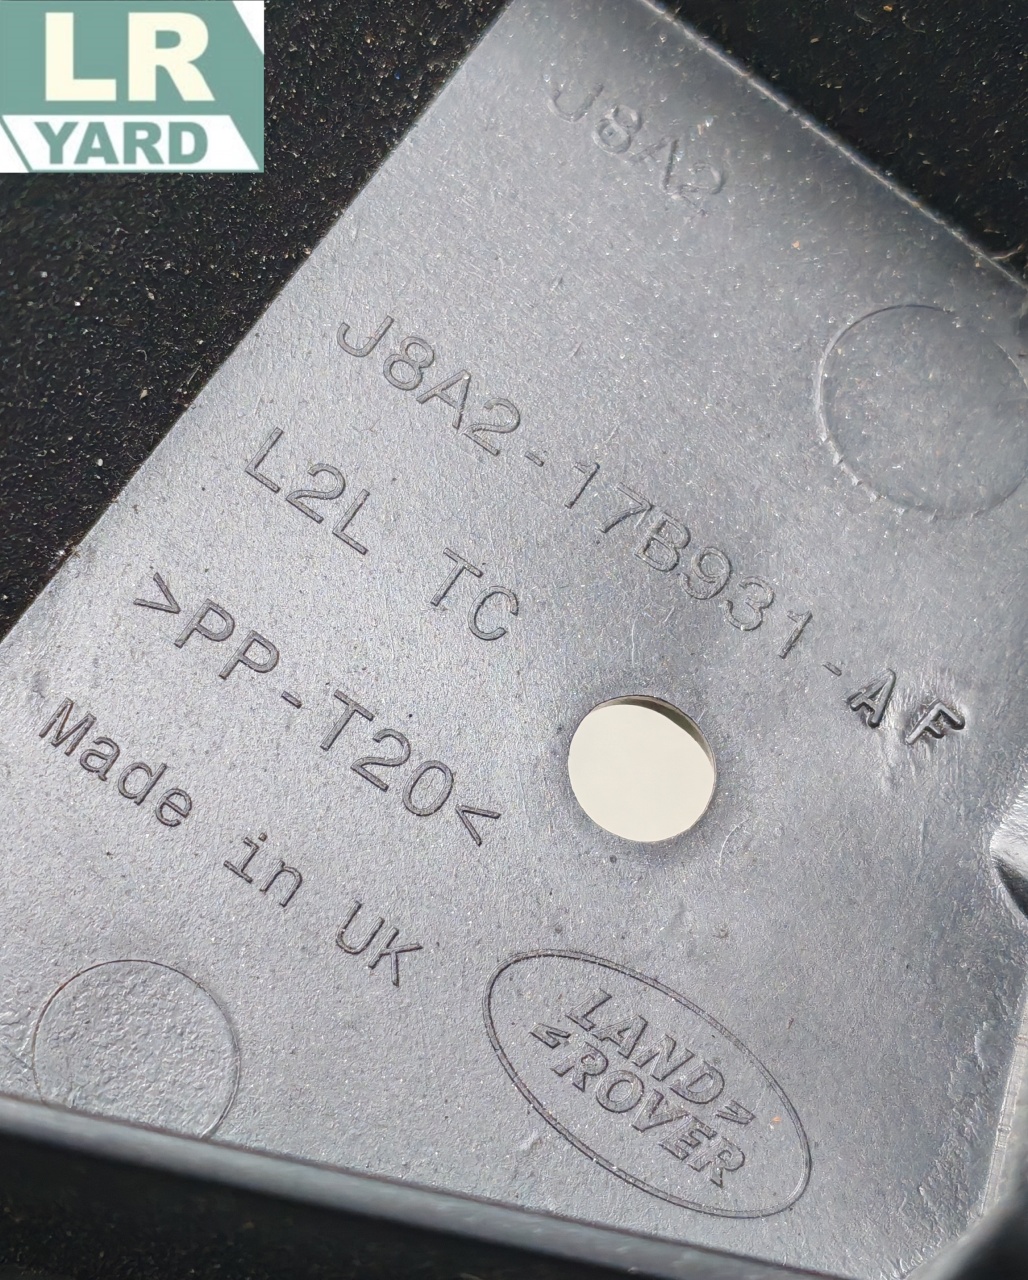 LR
YARD
J8A2
J8A2-17B931-AF
L2L TC
>PP-T20<
Made in UK
LAND
ROVER